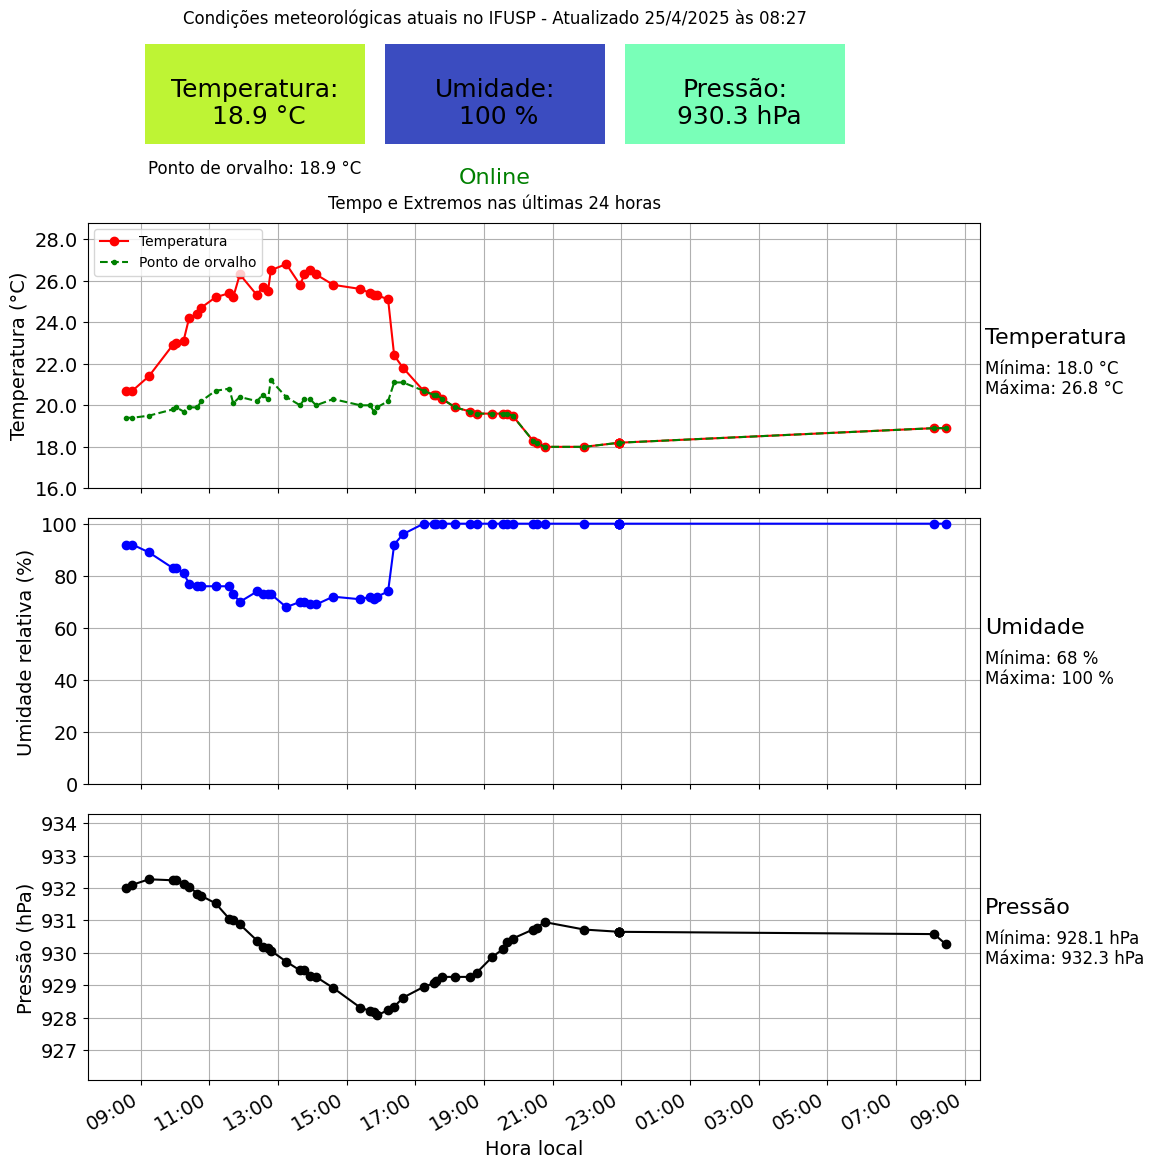 Condições meteorológicas atuais no IFUSP - Atualizado 25/4/2025 às 08:27
Temperatura:
18.9 °C
Umidade:
100 %
Pressão:
930.3 hPa
Ponto de orvalho: 18.9 °C
Online
Tempo e Extremos nas últimas 24 horas
Temperatura
Ponto de orvalho
Temperatura (°C)
28.0
26.0
24.0
22.0
20.0
18.0
16.0
Temperatura
Mínima: 18.0 °C
Máxima: 26.8 °C
Umidade relativa (%)
100
80
60
40
20
0
Umidade
Mínima: 68 %
Máxima: 100 %
Pressão (hPa)
934
933
932
931
930
929
928
927
Pressão
Mínima: 928.1 hPa
Máxima: 932.3 hPa
09:00
11:00
13:00
15:00
17:00
19:00
21:00
23:00
01:00
03:00
05:00
07:00
09:00
Hora local